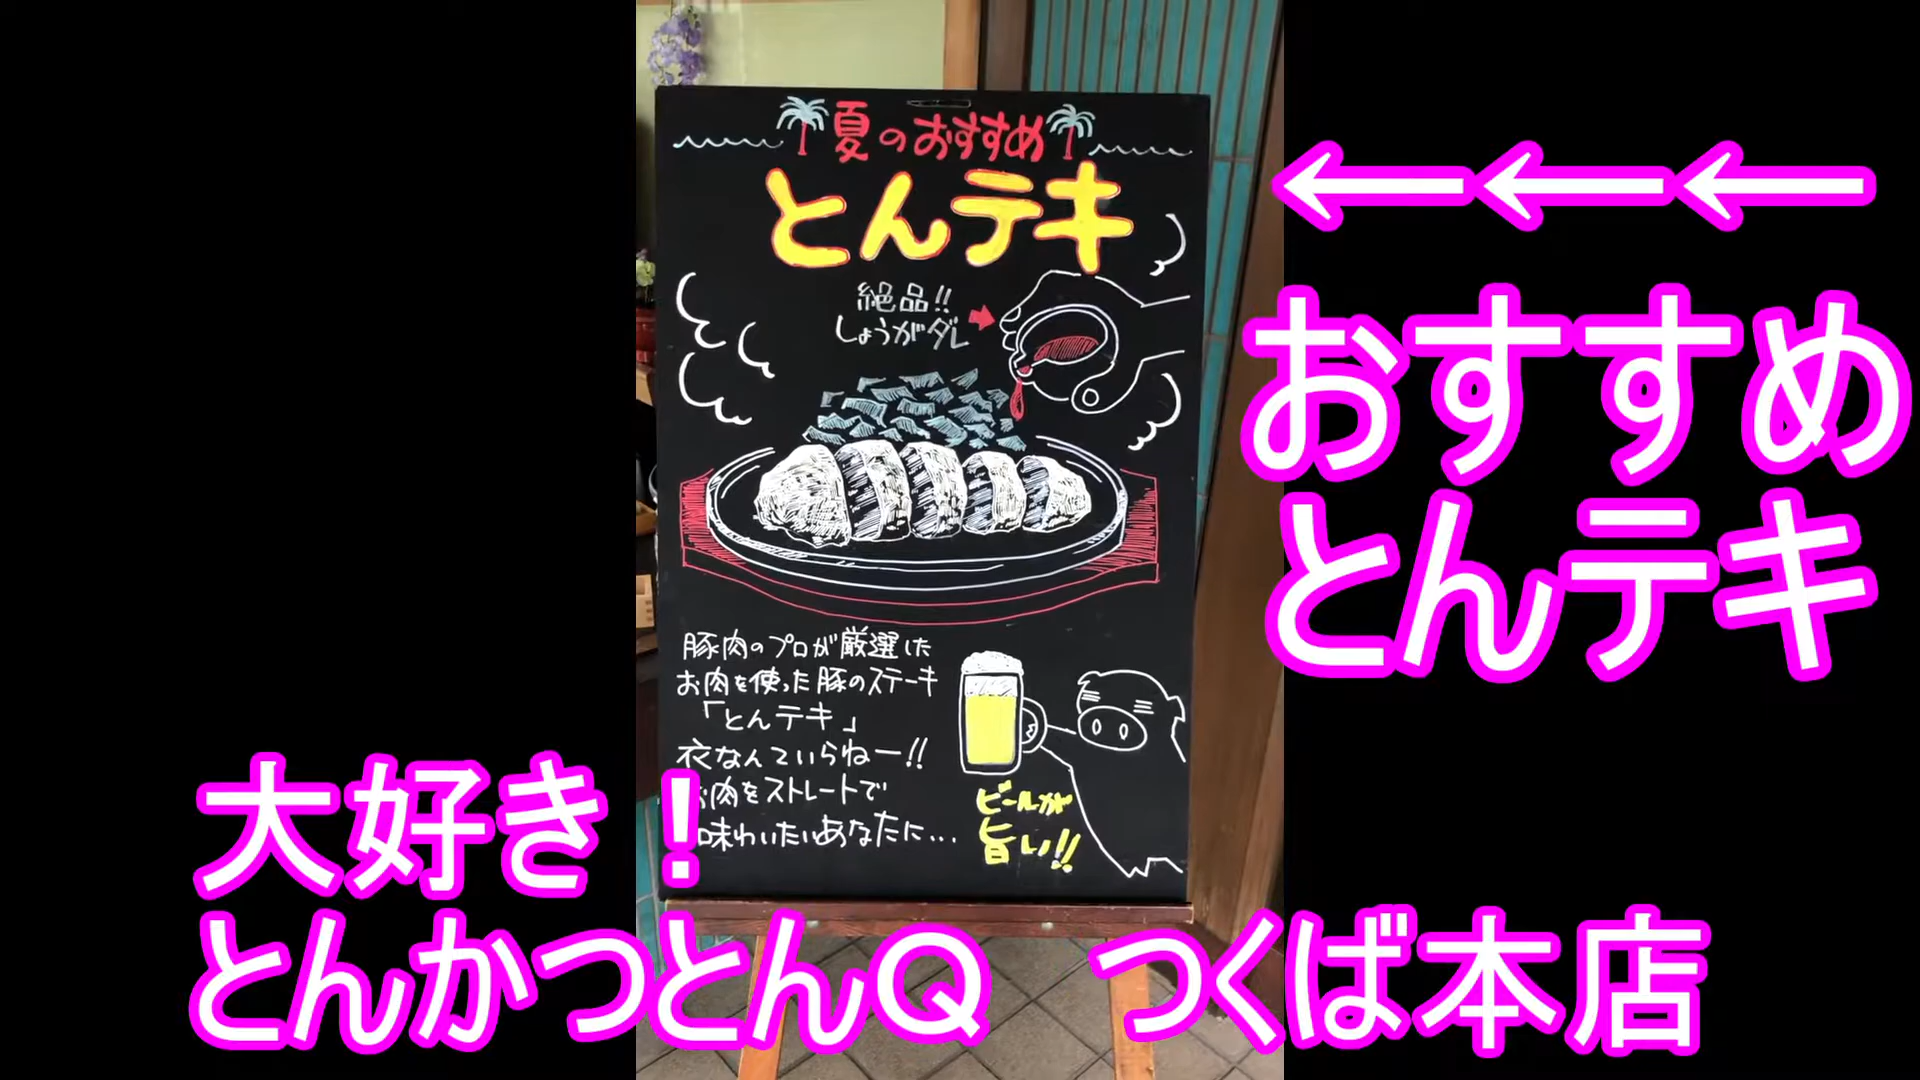 夏のおすすめ
とんテキ
絶品!!
しょうがダレ
豚肉のプロが厳選した
お肉を使った豚のステーキ
「とんテキ」
衣なんていらねー!!
お肉をストレートで
味わいたいあなたに…
ビールが
旨い!!
←←←
おすすめ
とんテキ
大好き！
とんかつとんQ　つくば本店